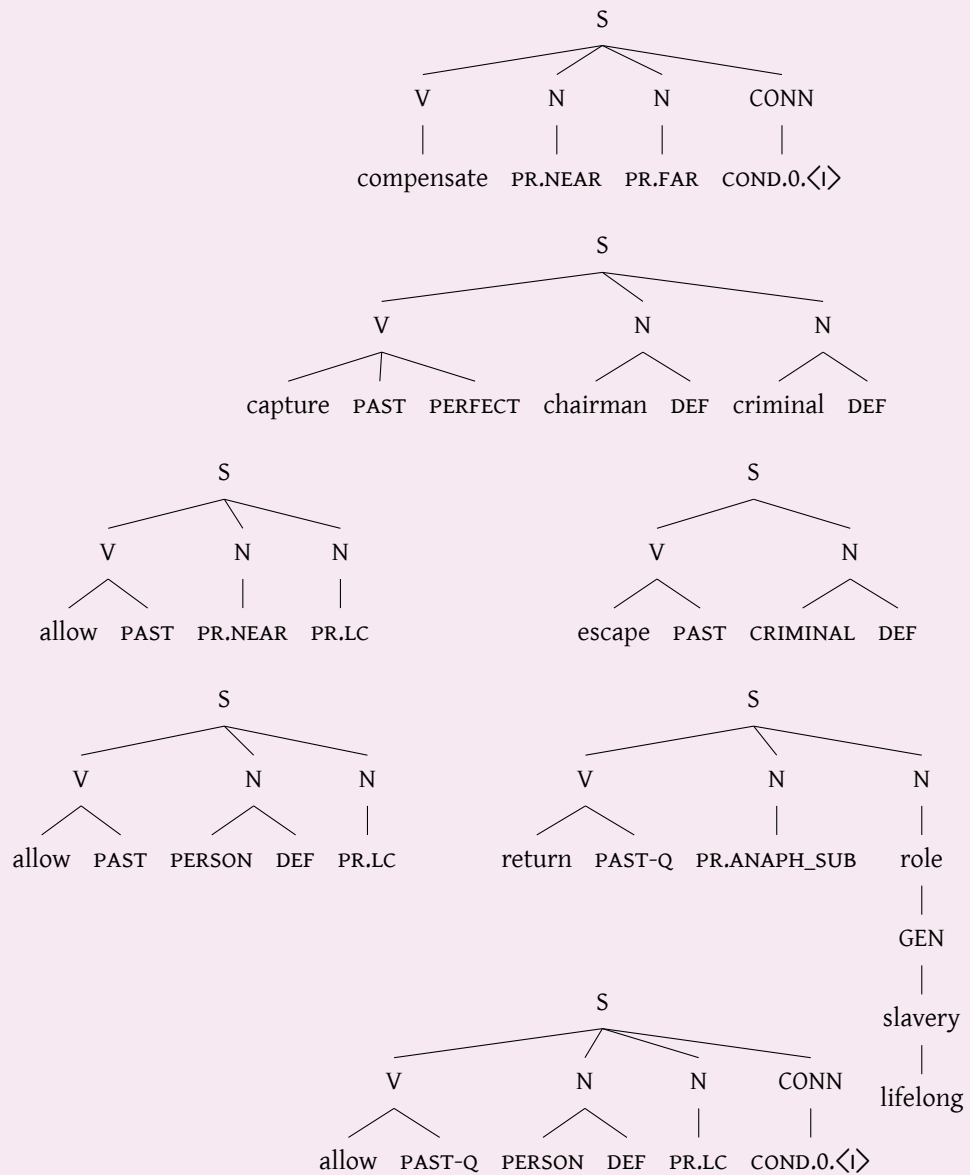 S
V N N CONN
compensate PR.NEAR PR.FAR COND.0.<I>
S
V N N
capture PAST PERFECT chairman DEF criminal DEF
S S
V N N V N
allow PAST PR.NEAR PR.LC escape PAST CRIMINAL DEF
S S
V N N V N N
allow PAST PERSON DEF PR.LC return PAST-Q PR.ANAPH_SUB role
GEN
S slavery
V N N CONN lifelong
allow PAST-Q PERSON DEF PR.LC COND.0.<I>